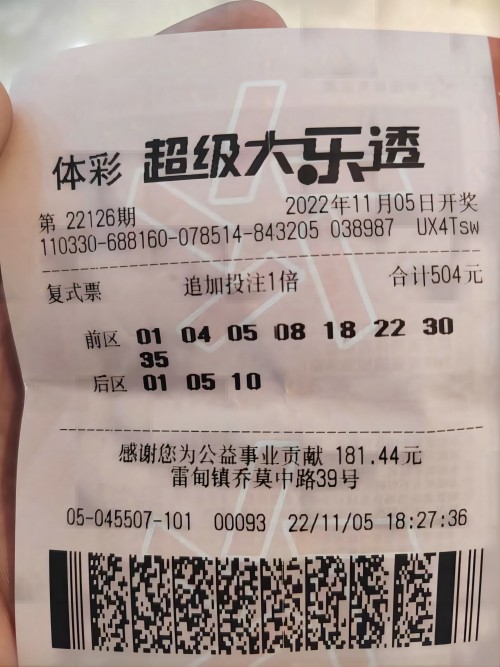 体彩 超级大乐透
第 22126期 2022年11月05日开奖
110330-688160-078514-843205 038987 UX4Tsw
复式票 追加投注1倍 合计504元
前区 01 04 05 08 18 22 30
35
后区 01 05 10
感谢您为公益事业贡献 181.44元
雷甸镇乔莫中路39号
05-045507-101 00093 22/11/05 18:27:36